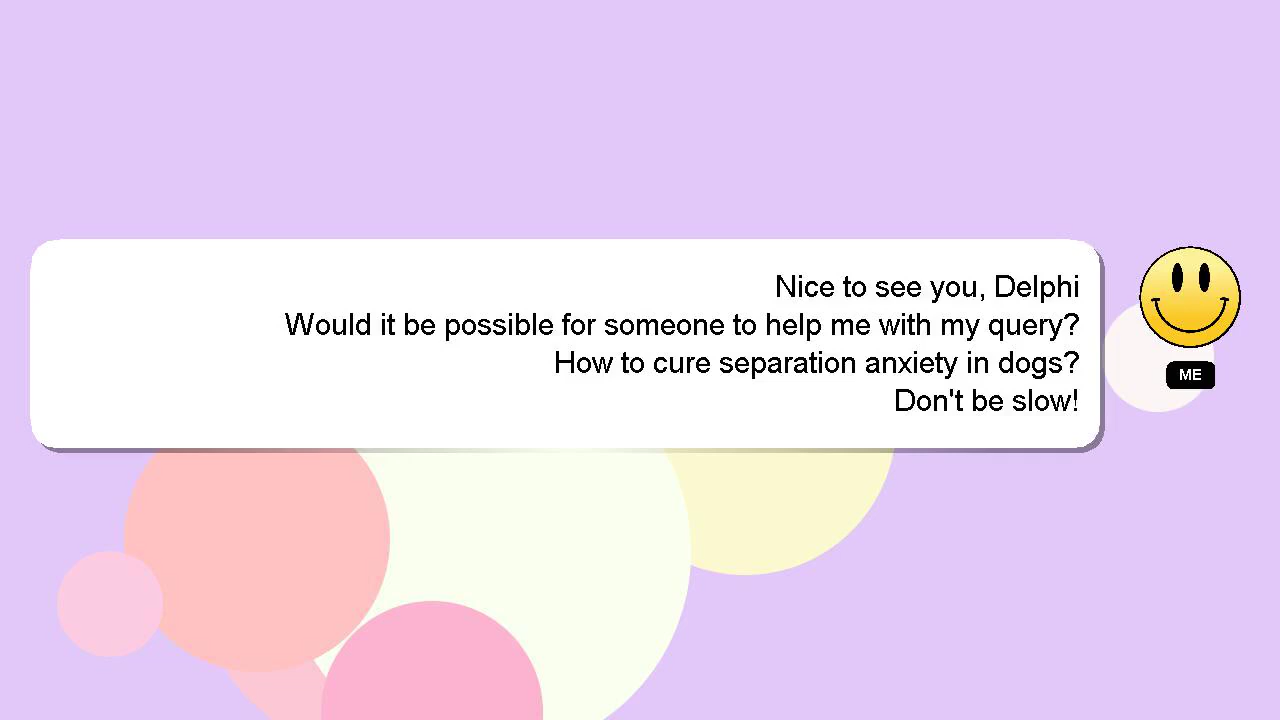 Nice to see you, Delphi
Would it be possible for someone to help me with my query?
How to cure separation anxiety in dogs?
Don't be slow!
ME